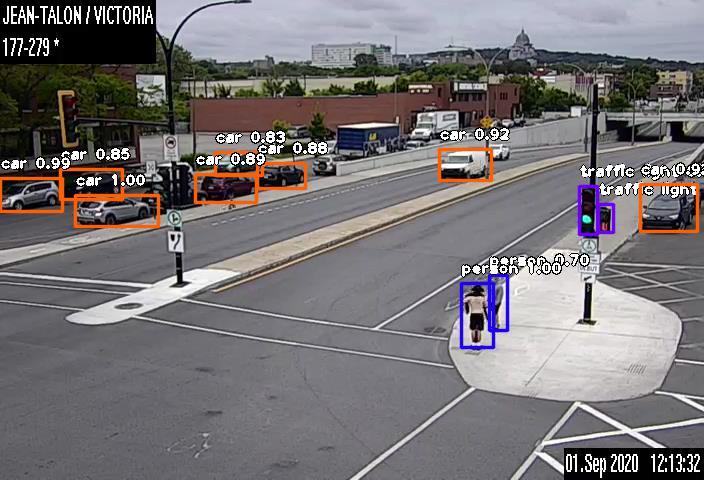 JEAN-TALON / VICTORIA
177-279 *
car 0.83
car 0.92
car 0.99
car 0.85
car 0.89
car 0.88
car 1.00
traffic light
traffic light
person 0.70
person 1.00
01.Sep 2020 12:13:32